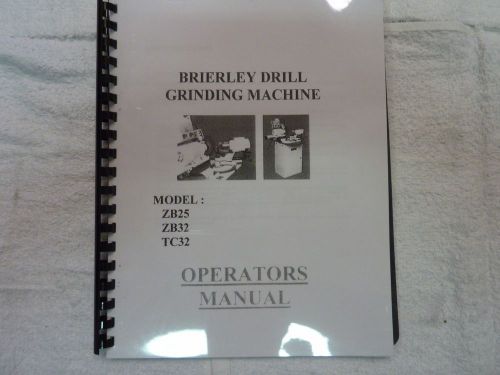 BRIERLEY DRILL
GRINDING MACHINE
MODEL :
ZB25
ZB32
TC32
OPERATORS
MANUAL